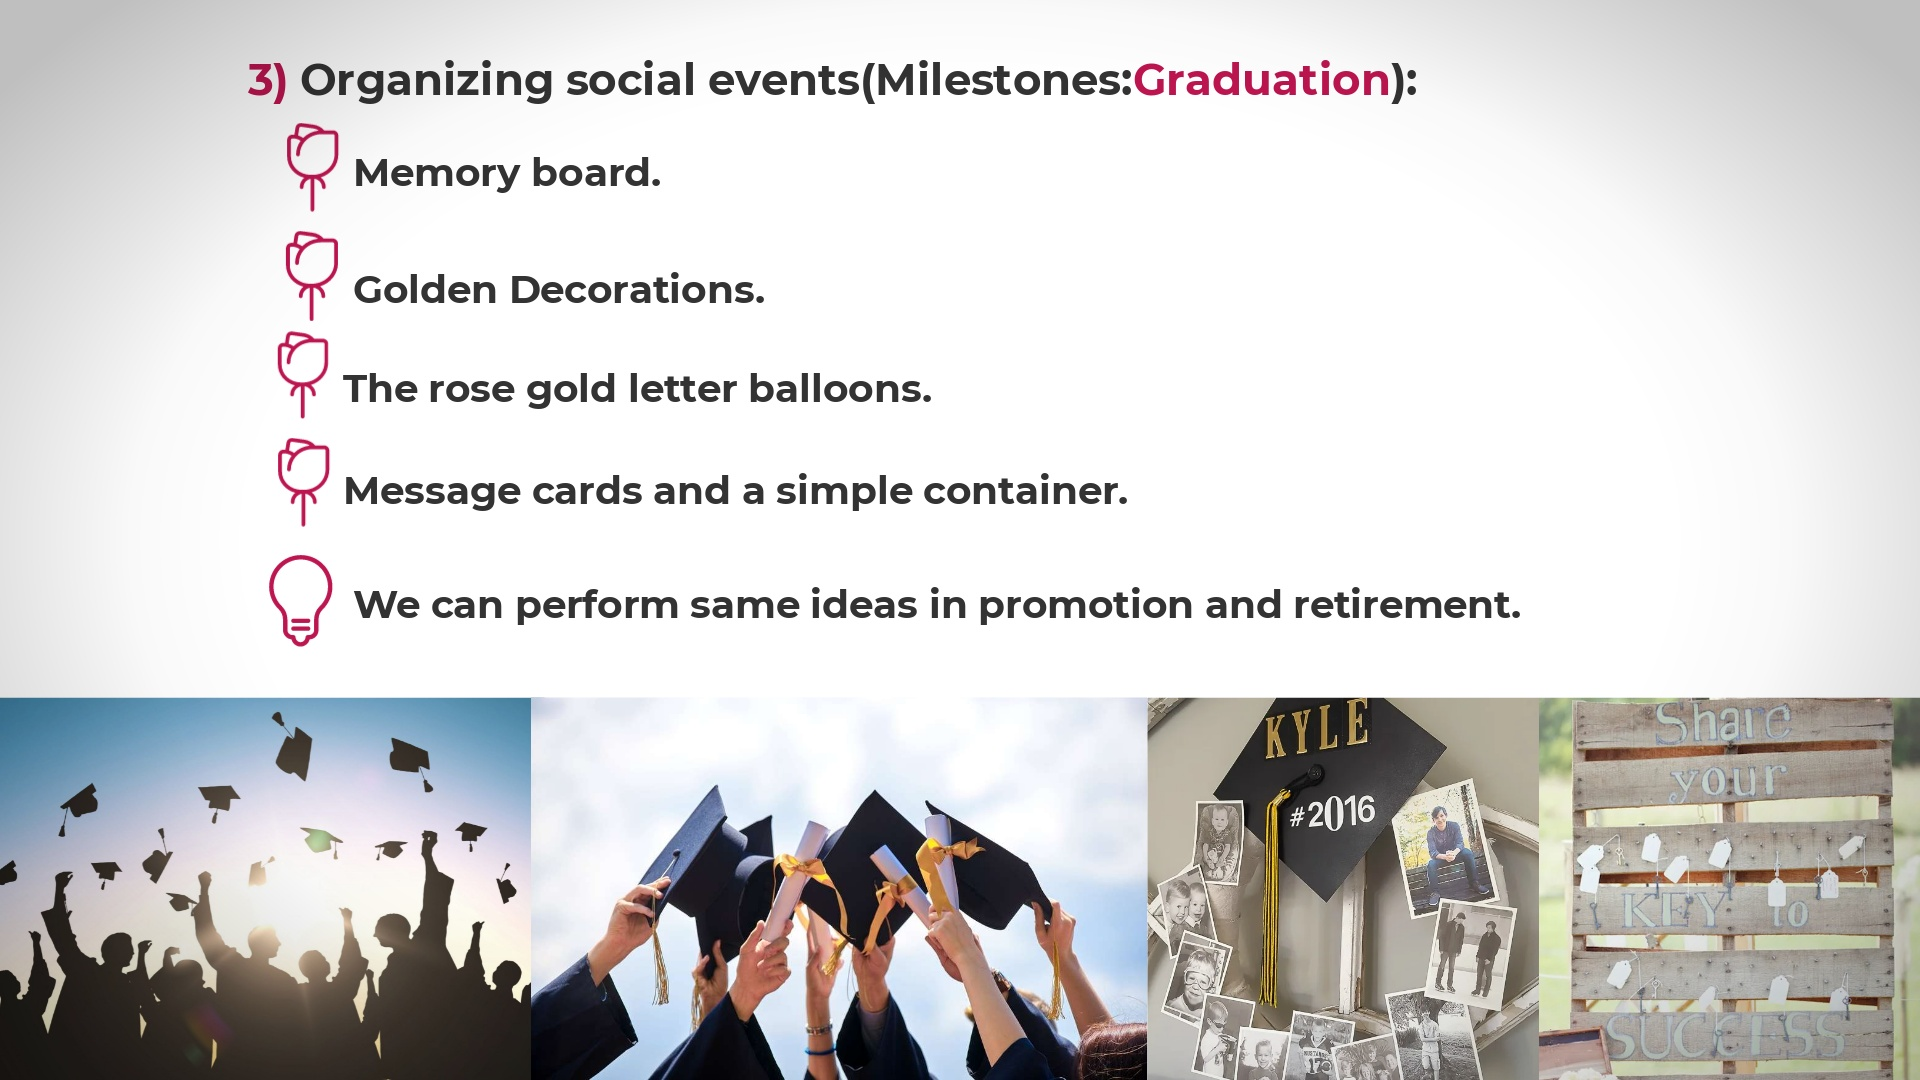 3) Organizing social events(Milestones:Graduation):
Memory board.
Golden Decorations.
The rose gold letter balloons.
Message cards and a simple container.
We can perform same ideas in promotion and retirement.
KYLE
#2016
Share
your
KEY to
SUCCESS